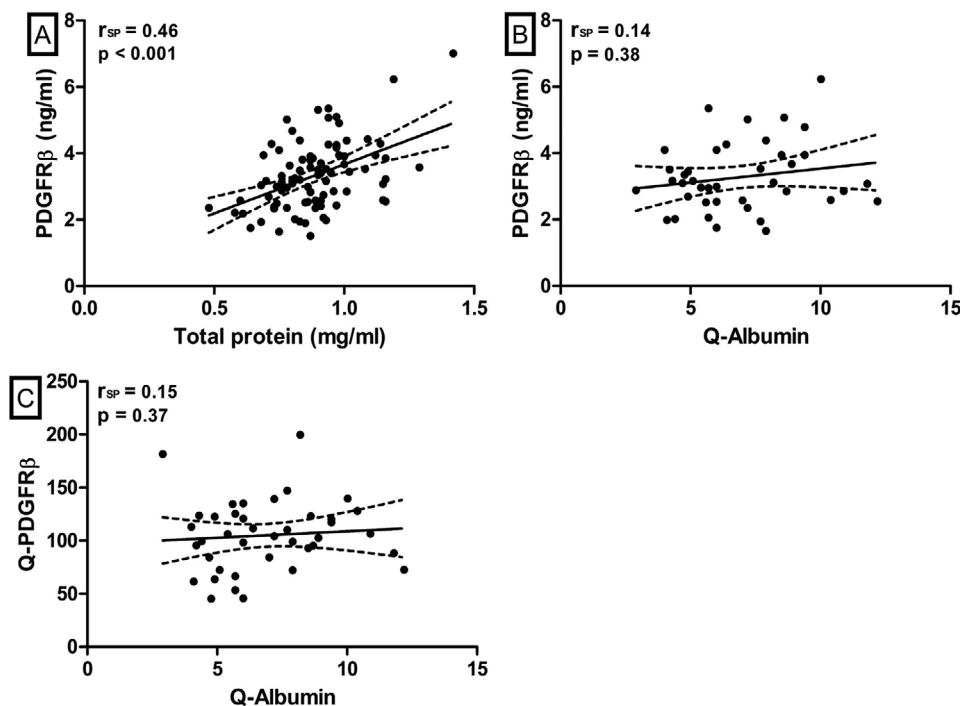 A
r_SP = 0.46
p < 0.001
PDGFRβ (ng/ml)
8
6
4
2
0
0.0 0.5 1.0 1.5
Total protein (mg/ml)
B
r_SP = 0.14
p = 0.38
PDGFRβ (ng/ml)
8
6
4
2
0
0 5 10 15
Q-Albumin
C
r_SP = 0.15
p = 0.37
Q-PDGFRβ
250
200
150
100
50
0
0 5 10 15
Q-Albumin